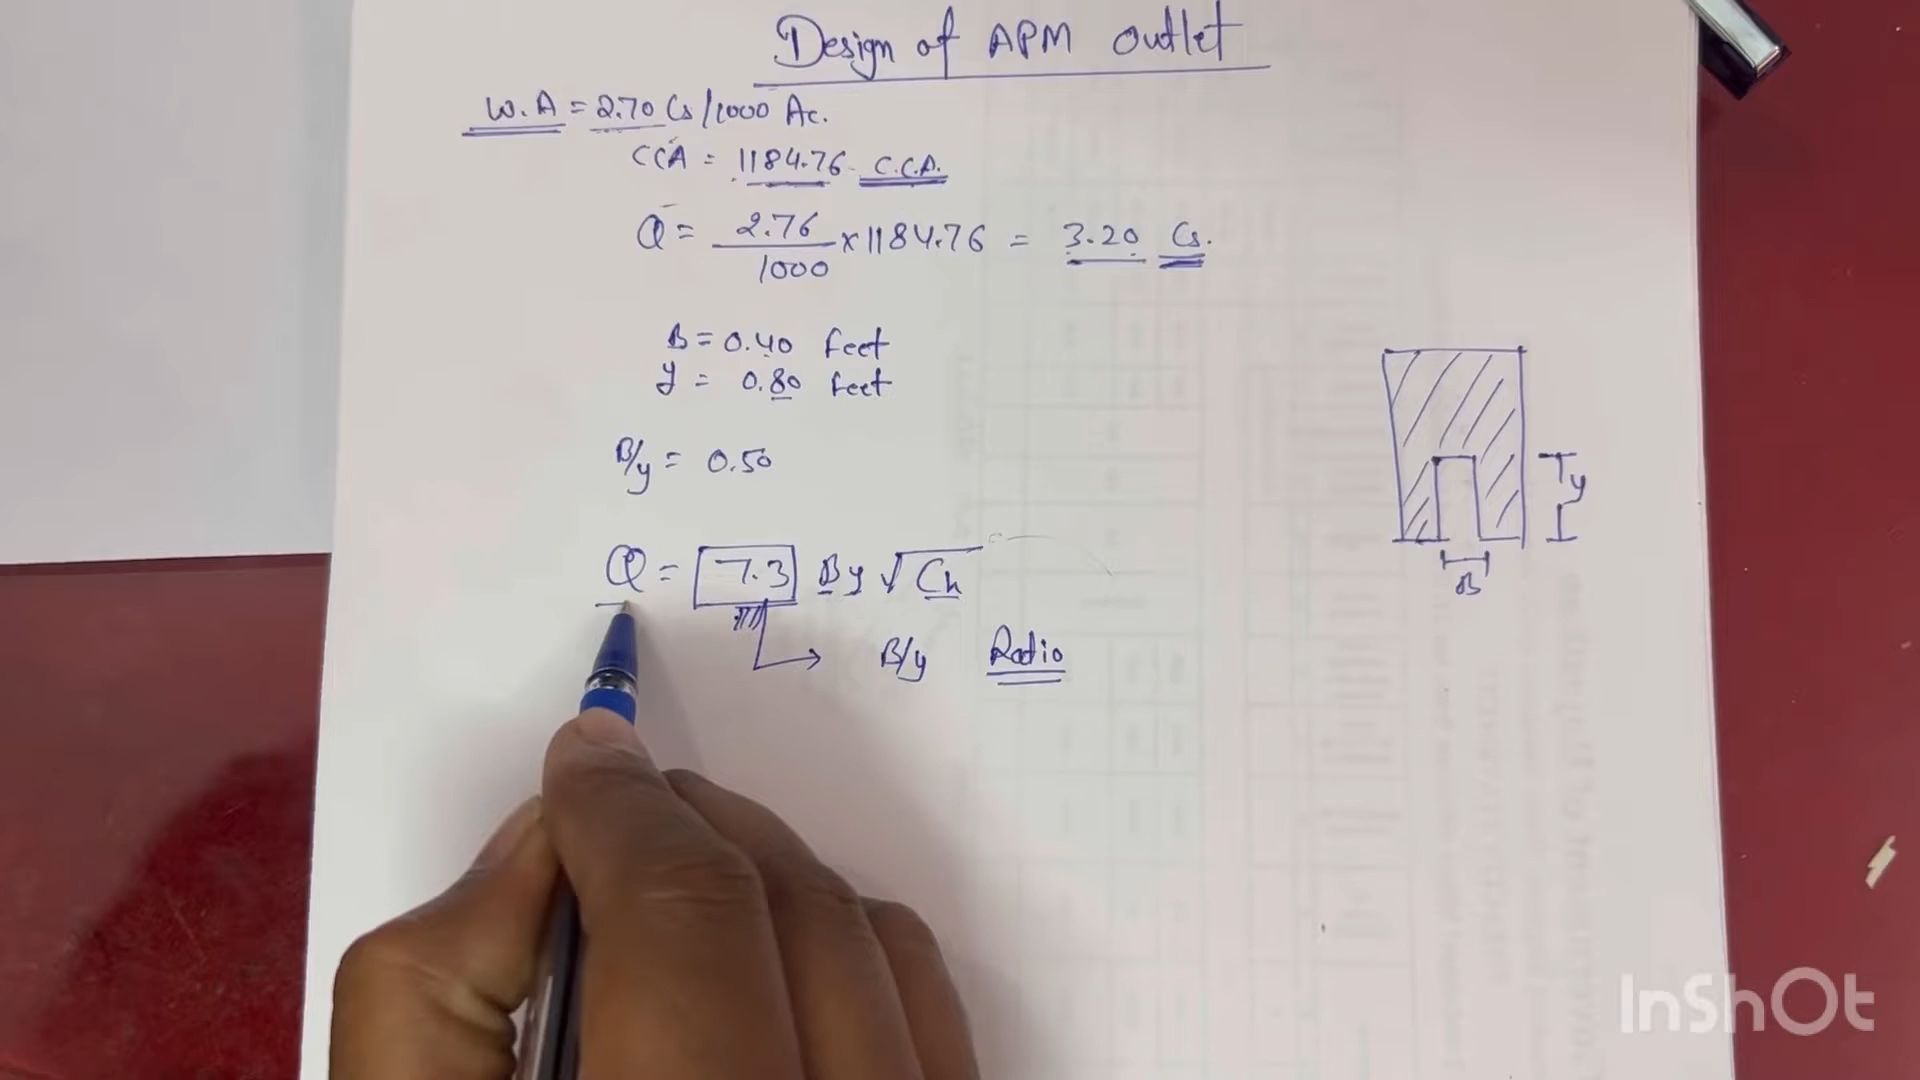 Design of APM outlet
W.A = 2.70 Cs/1000 Ac.
CCA = 1184.76 C.C.A.
Q = 2.76/1000 x 1184.76 = 3.20 Cs.
B = 0.40 feet
y = 0.80 feet
B/y = 0.50
y
Q = 7.3 By √Ch
B
B/y Ratio
InShOt